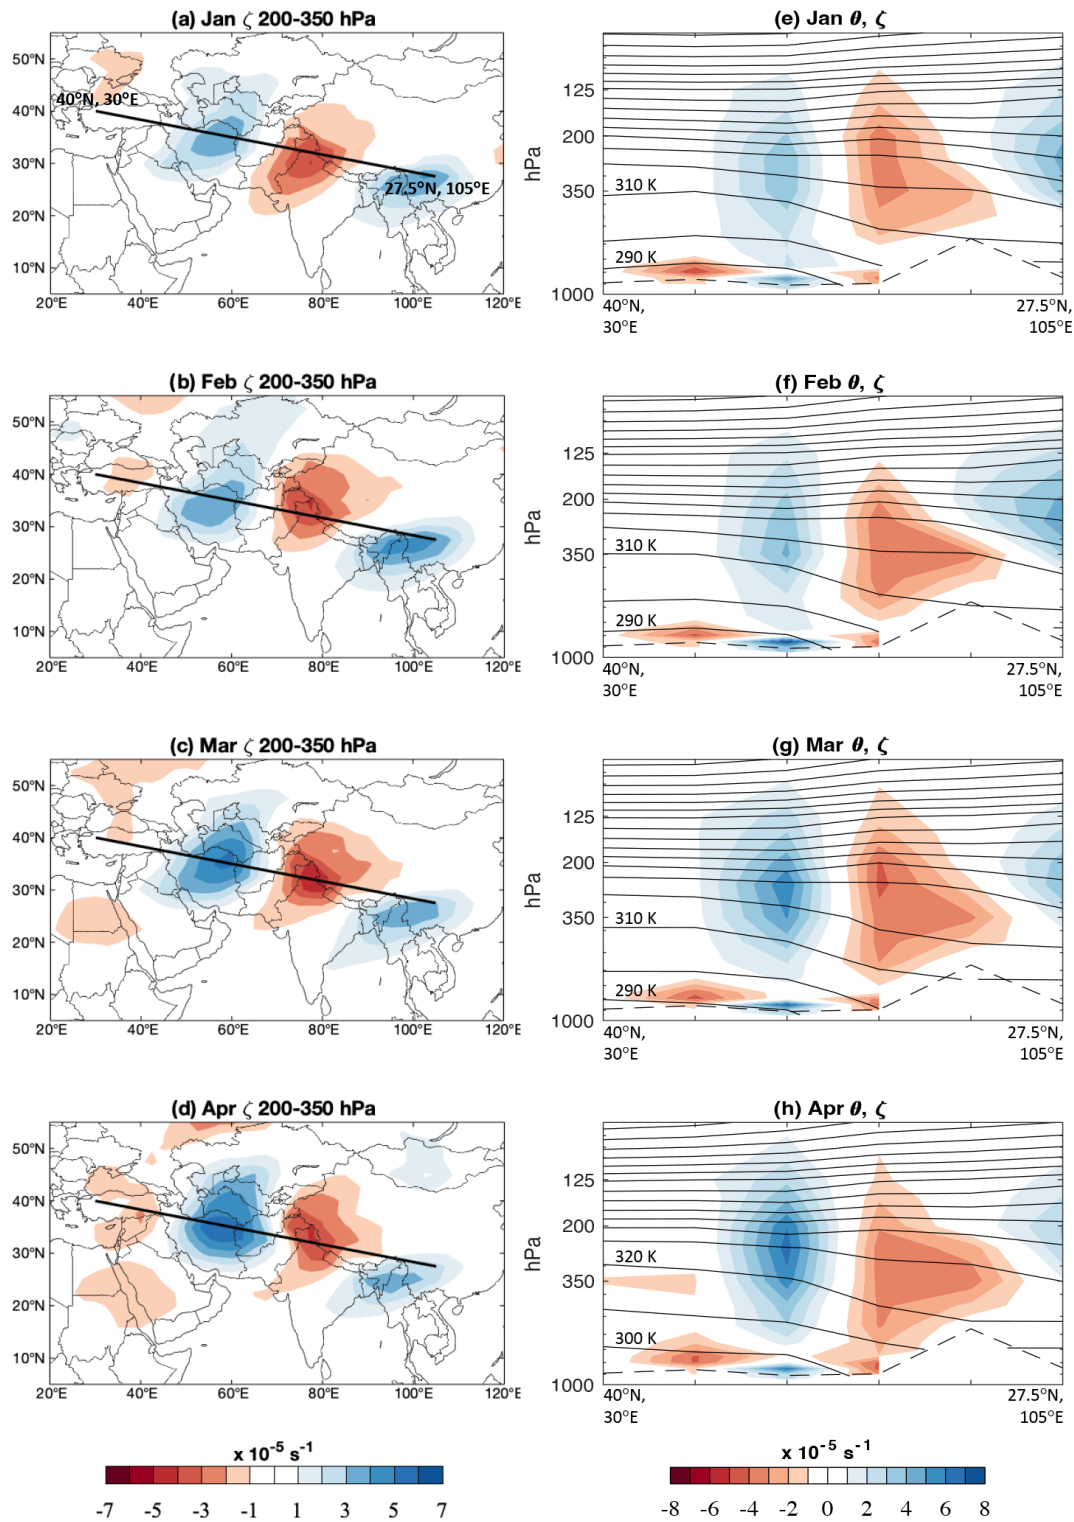 (a) Jan ζ 200-350 hPa
50°N
40°N
30°N
20°N
10°N
40°N, 30°E
27.5°N, 105°E
20°E 40°E 60°E 80°E 100°E 120°E
(e) Jan θ, ζ
hPa
125
200
350
1000
310 K
290 K
40°N,
30°E
27.5°N,
105°E
(b) Feb ζ 200-350 hPa
50°N
40°N
30°N
20°N
10°N
20°E 40°E 60°E 80°E 100°E 120°E
(f) Feb θ, ζ
hPa
125
200
350
1000
310 K
290 K
40°N,
30°E
27.5°N,
105°E
(c) Mar ζ 200-350 hPa
50°N
40°N
30°N
20°N
10°N
20°E 40°E 60°E 80°E 100°E 120°E
(g) Mar θ, ζ
hPa
125
200
350
1000
310 K
290 K
40°N,
30°E
27.5°N,
105°E
(d) Apr ζ 200-350 hPa
50°N
40°N
30°N
20°N
10°N
20°E 40°E 60°E 80°E 100°E 120°E
(h) Apr θ, ζ
hPa
125
200
350
1000
320 K
300 K
40°N,
30°E
27.5°N,
105°E
x 10⁻⁵ s⁻¹
-7 -5 -3 -1 1 3 5 7
x 10⁻⁵ s⁻¹
-8 -6 -4 -2 0 2 4 6 8